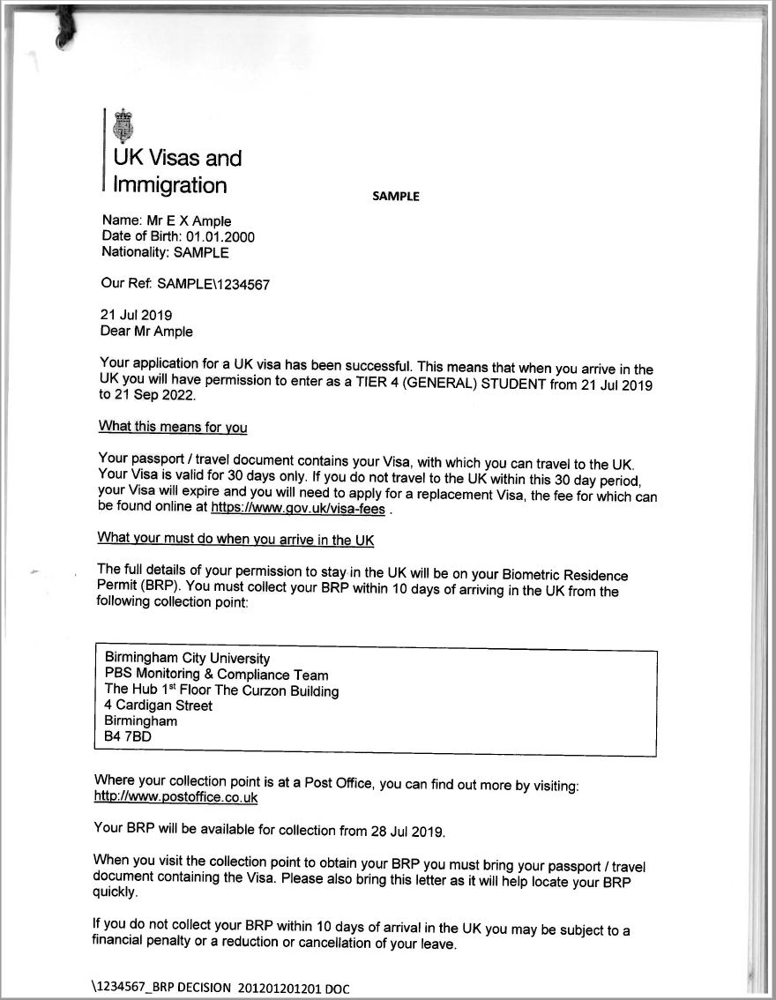 UK Visas and
Immigration
SAMPLE
Name: Mr E X Ample
Date of Birth: 01.01.2000
Nationality: SAMPLE
Our Ref: SAMPLE\1234567
21 Jul 2019
Dear Mr Ample
Your application for a UK visa has been successful. This means that when you arrive in the
UK you will have permission to enter as a TIER 4 (GENERAL) STUDENT from 21 Jul 2019
to 21 Sep 2022.
What this means for you
Your passport / travel document contains your Visa, with which you can travel to the UK.
Your Visa is valid for 30 days only. If you do not travel to the UK within this 30 day period,
your Visa will expire and you will need to apply for a replacement Visa, the fee for which can
be found online at https://www.gov.uk/visa-fees .
What your must do when you arrive in the UK
The full details of your permission to stay in the UK will be on your Biometric Residence
Permit (BRP). You must collect your BRP within 10 days of arriving in the UK from the
following collection point:
Birmingham City University
PBS Monitoring & Compliance Team
The Hub 1st Floor The Curzon Building
4 Cardigan Street
Birmingham
B4 7BD
Where your collection point is at a Post Office, you can find out more by visiting:
http://www.postoffice.co.uk
Your BRP will be available for collection from 28 Jul 2019.
When you visit the collection point to obtain your BRP you must bring your passport / travel
document containing the Visa. Please also bring this letter as it will help locate your BRP
quickly.
If you do not collect your BRP within 10 days of arrival in the UK you may be subject to a
financial penalty or a reduction or cancellation of your leave.
\1234567_BRP DECISION 201201201201 DOC